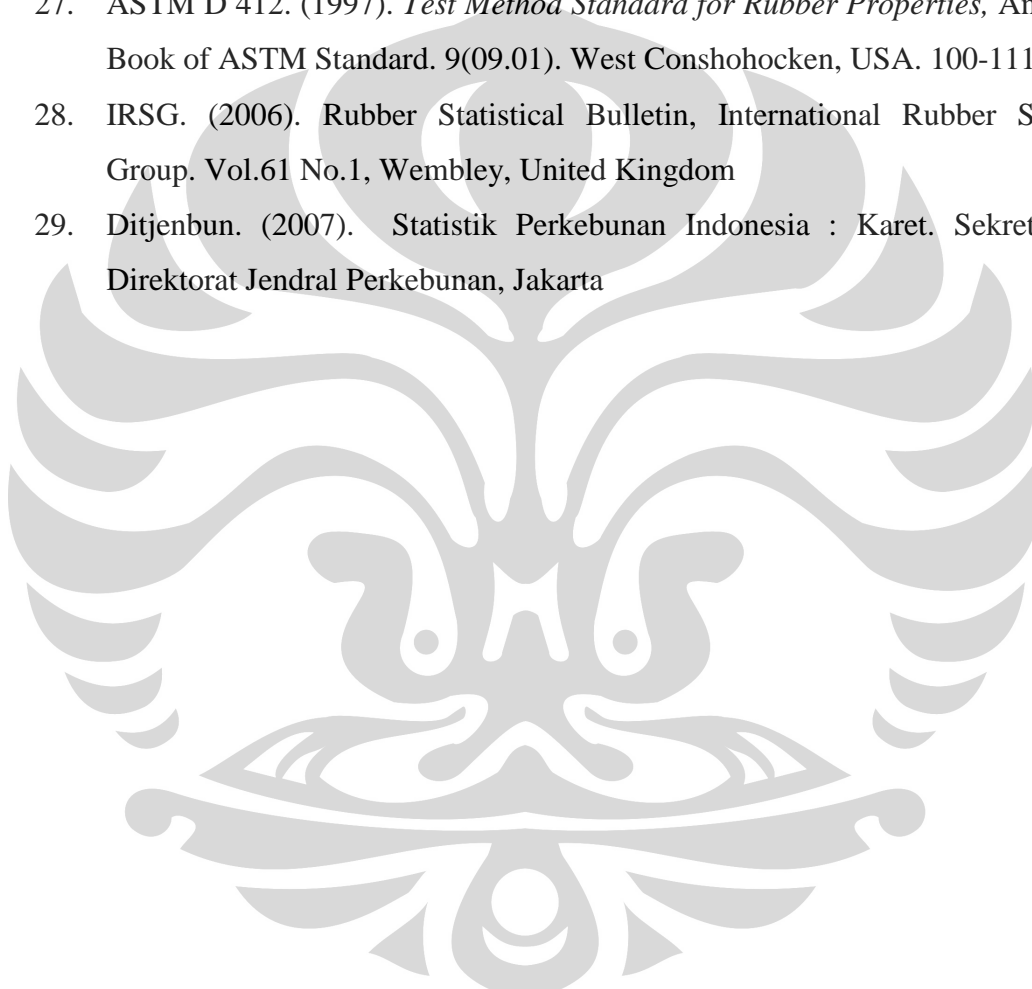 27. ASTM D 412. (1997). Test Method Standard for Rubber Properties, An
Book of ASTM Standard. 9(09.01). West Conshohocken, USA. 100-111
28. IRSG. (2006). Rubber Statistical Bulletin, International Rubber S
Group. Vol.61 No.1, Wembley, United Kingdom
29. Ditjenbun. (2007). Statistik Perkebunan Indonesia : Karet. Sekret
Direktorat Jendral Perkebunan, Jakarta